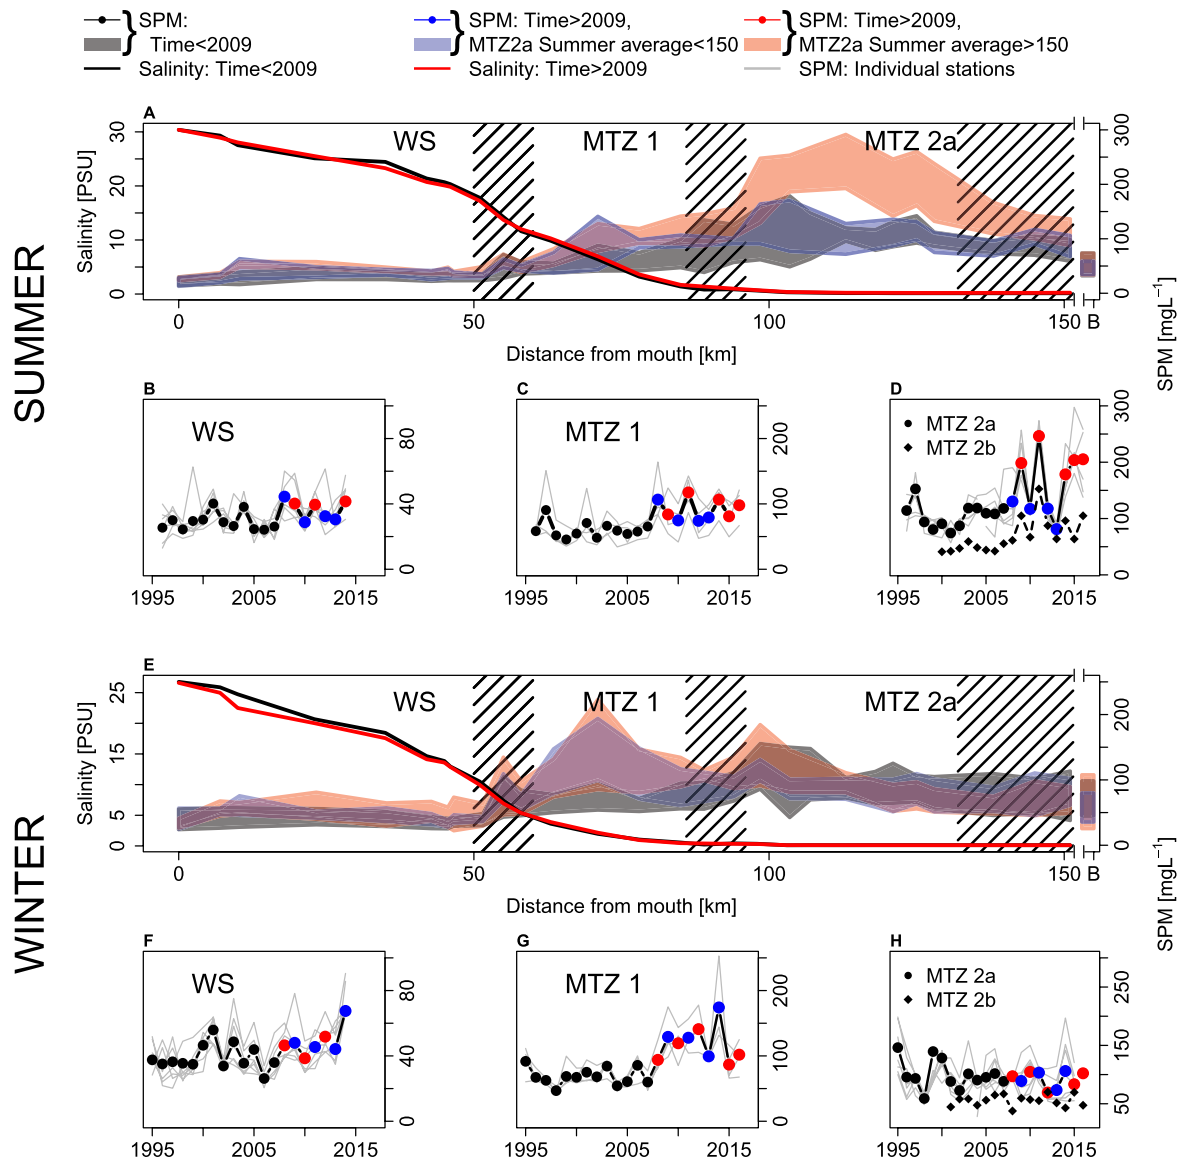 SPM:
Time<2009
Salinity: Time<2009
SPM: Time>2009,
MTZ2a Summer average<150
Salinity: Time>2009
SPM: Time>2009,
MTZ2a Summer average>150
SPM: Individual stations
SUMMER
A
WS MTZ 1 MTZ 2a
Salinity [PSU]
0 10 20 30
0 50 100 150 B
Distance from mouth [km]
0 100 200 300
SPM [mgL−1]
B
WS
0 40 80
1995 2005 2015
C
MTZ 1
0 100 200
1995 2005 2015
D
MTZ 2a
MTZ 2b
0 100 200 300
1995 2005 2015
WINTER
E
WS MTZ 1 MTZ 2a
Salinity [PSU]
0 5 15 25
0 50 100 150 B
Distance from mouth [km]
0 100 200
SPM [mgL−1]
F
WS
0 40 80
1995 2005 2015
G
MTZ 1
0 100 200
1995 2005 2015
H
MTZ 2a
MTZ 2b
50 150 250
1995 2005 2015